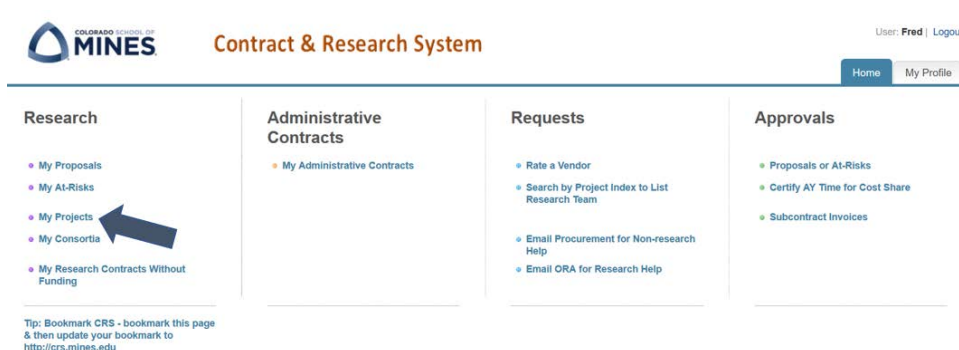 COLORADO SCHOOL OF
MINES
Contract & Research System
User: Fred | Logou
Home
My Profile
Research
My Proposals
My At-Risks
My Projects
My Consortia
My Research Contracts Without
Funding
Tip: Bookmark CRS - bookmark this page
& then update your bookmark to
http://crs.mines.edu
Administrative
Contracts
My Administrative Contracts
Requests
Rate a Vendor
Search by Project Index to List
Research Team
Email Procurement for Non-research
Help
Email ORA for Research Help
Approvals
Proposals or At-Risks
Certify AY Time for Cost Share
Subcontract Invoices